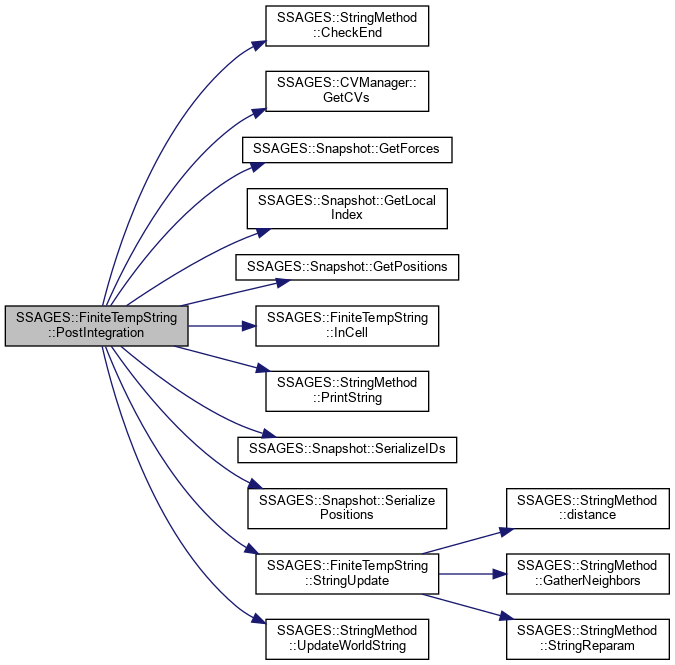 SSAGES::FiniteTempString
::PostIntegration
SSAGES::StringMethod
::CheckEnd
SSAGES::CVManager::
GetCVs
SSAGES::Snapshot::GetForces
SSAGES::Snapshot::GetLocal
Index
SSAGES::Snapshot::GetPositions
SSAGES::FiniteTempString
::InCell
SSAGES::StringMethod
::PrintString
SSAGES::Snapshot::SerializeIDs
SSAGES::Snapshot::Serialize
Positions
SSAGES::FiniteTempString
::StringUpdate
SSAGES::StringMethod
::UpdateWorldString
SSAGES::StringMethod
::distance
SSAGES::StringMethod
::GatherNeighbors
SSAGES::StringMethod
::StringReparam